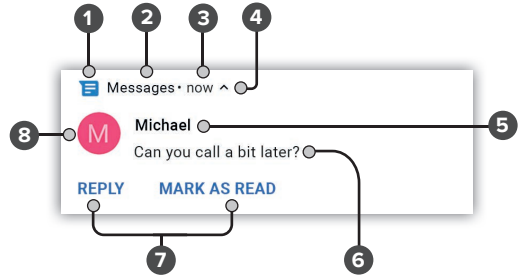 1 2 3 4
Messages • now ^
8 M Michael 5
Can you call a bit later?
REPLY MARK AS READ
7 6